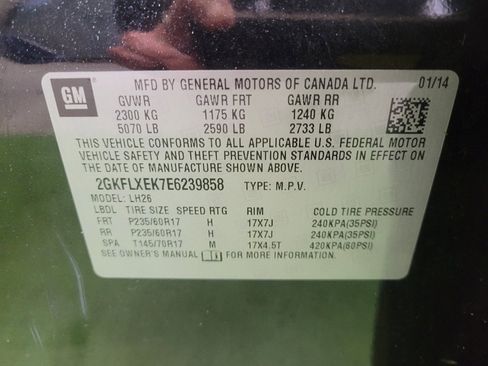 GM
MFD BY GENERAL MOTORS OF CANADA LTD. 01/14
GVWR GAWR FRT GAWR RR
2300 KG 1175 KG 1240 KG
5070 LB 2590 LB 2733 LB
THIS VEHICLE CONFORMS TO ALL APPLICABLE U.S. FEDERAL MOTOR
VEHICLE SAFETY AND THEFT PREVENTION STANDARDS IN EFFECT ON
THE DATE OF MANUFACTURE SHOWN ABOVE.
2GKFLXEK7E6239858 TYPE: M.P.V.
MODEL: LH26
LBDL TIRE SIZE SPEED RTG RIM COLD TIRE PRESSURE
FRT P235/60R17 H 17X7J 240KPA(35PSI)
RR P235/60R17 H 17X7J 240KPA(35PSI)
SPA T145/70R17 M 17X4.5T 420KPA(60PSI)
SEE OWNER'S MANUAL FOR MORE INFORMATION.